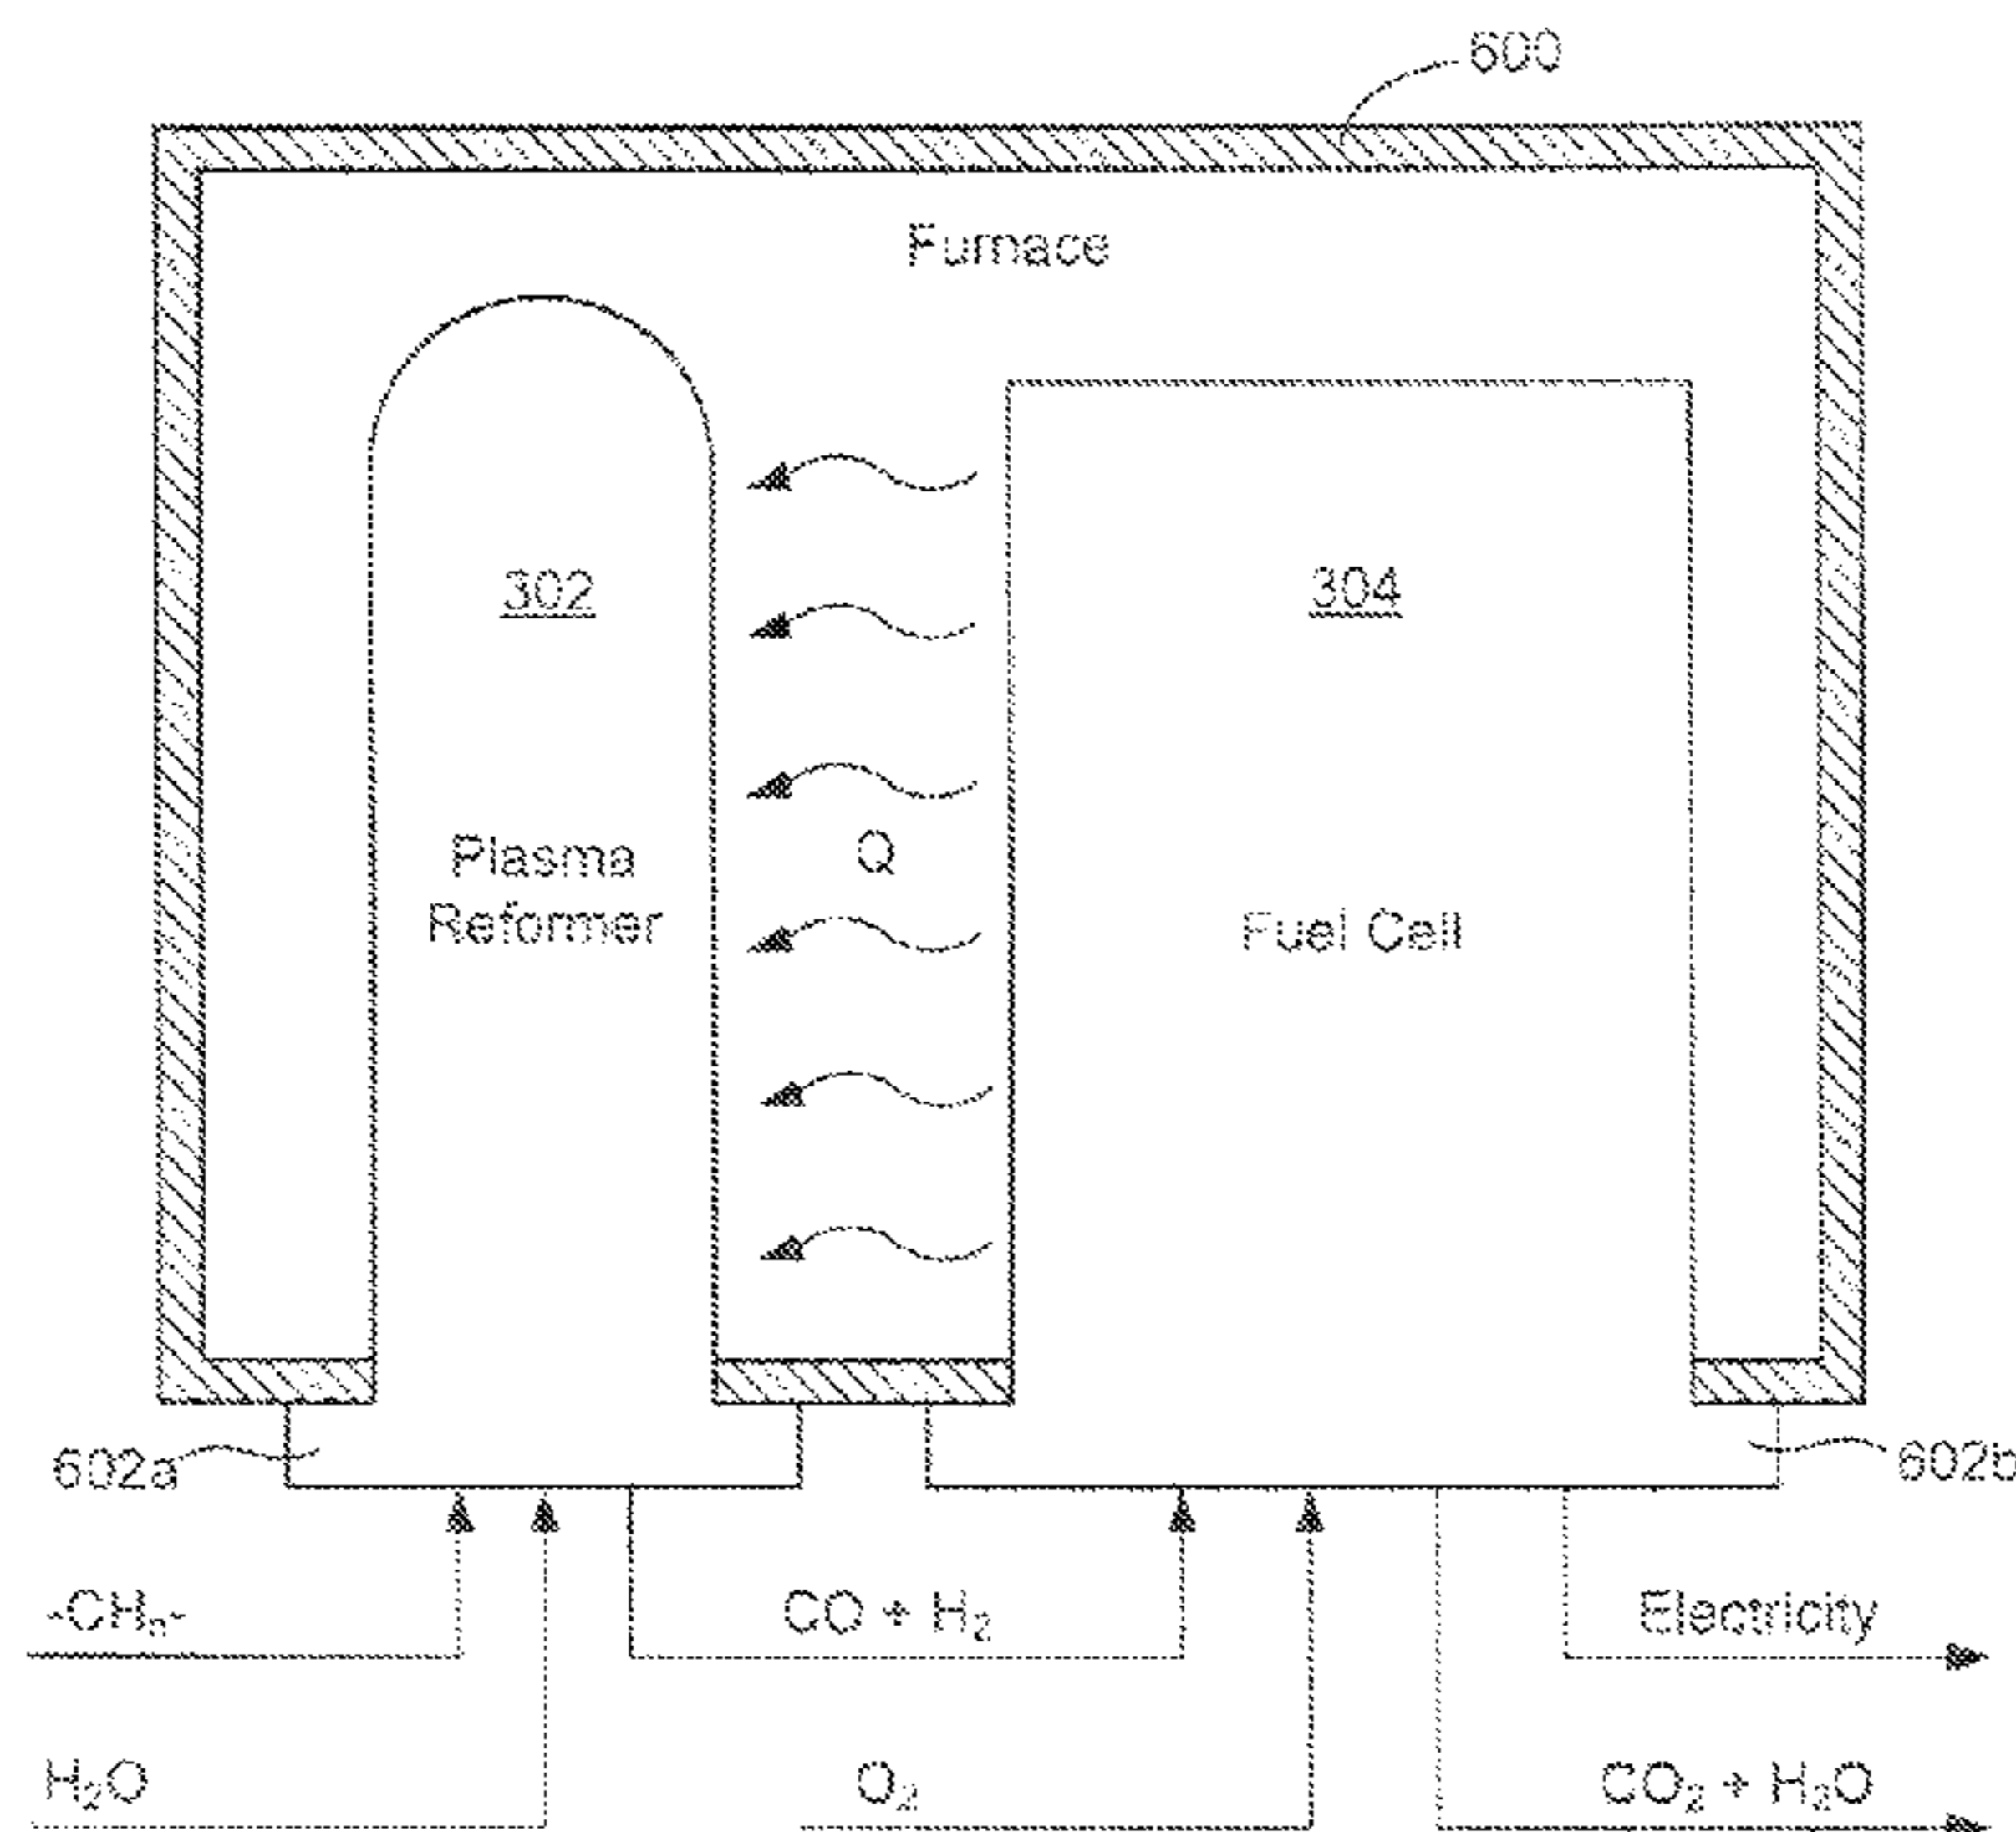 600
Furnace
302
304
Plasma
Reformer
Q
Fuel Cell
602a
602b
-CHₙ-
CO + H₂
Electricity
H₂O
O₂
CO₂ + H₂O